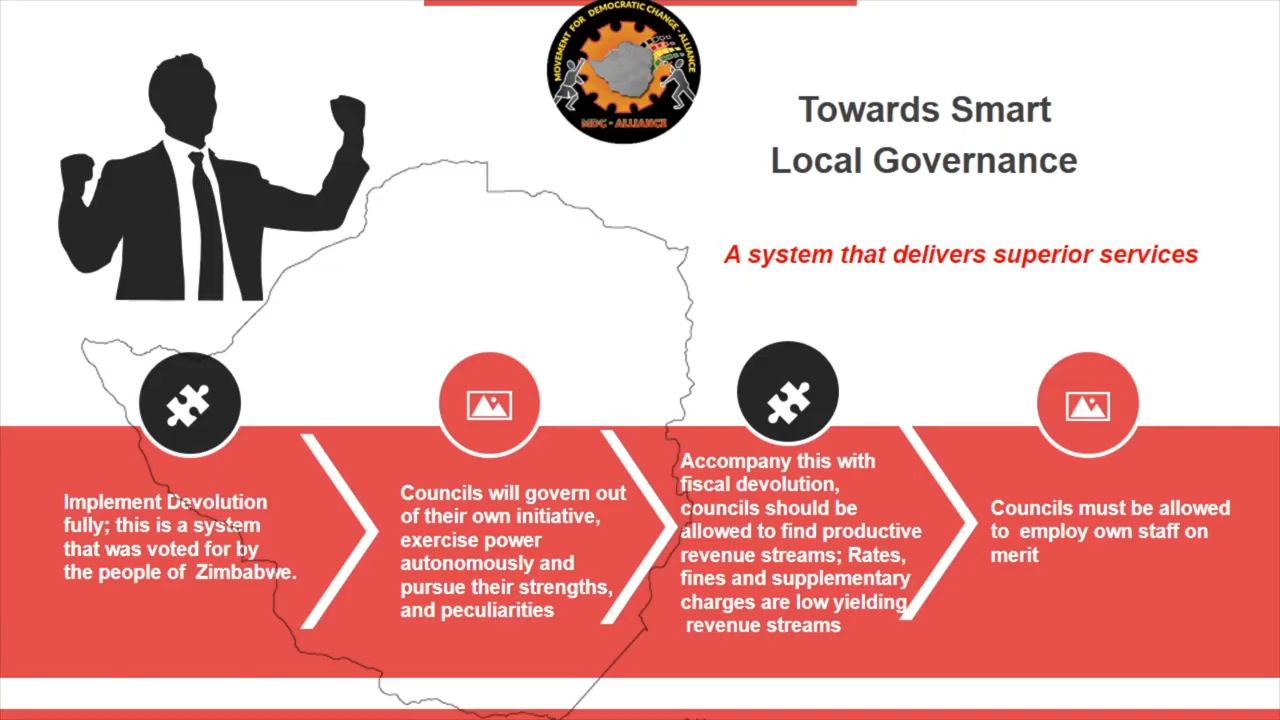 MOVEMENT FOR DEMOCRATIC CHANGE - ALLIANCE
MDC - ALLIANCE
Towards Smart
Local Governance
A system that delivers superior services
Implement Devolution
fully; this is a system
that was voted for by
the people of Zimbabwe.
Councils will govern out
of their own initiative,
exercise power
autonomously and
pursue their strengths,
and peculiarities
Accompany this with
fiscal devolution,
councils should be
allowed to find productive
revenue streams; Rates,
fines and supplementary
charges are low yielding
revenue streams
Councils must be allowed
to employ own staff on
merit